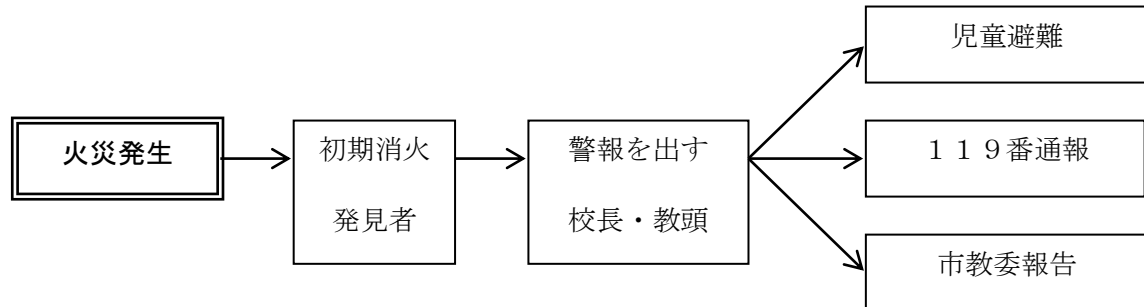 火災発生
初期消火
発見者
警報を出す
校長・教頭
児童避難
119番通報
市教委報告